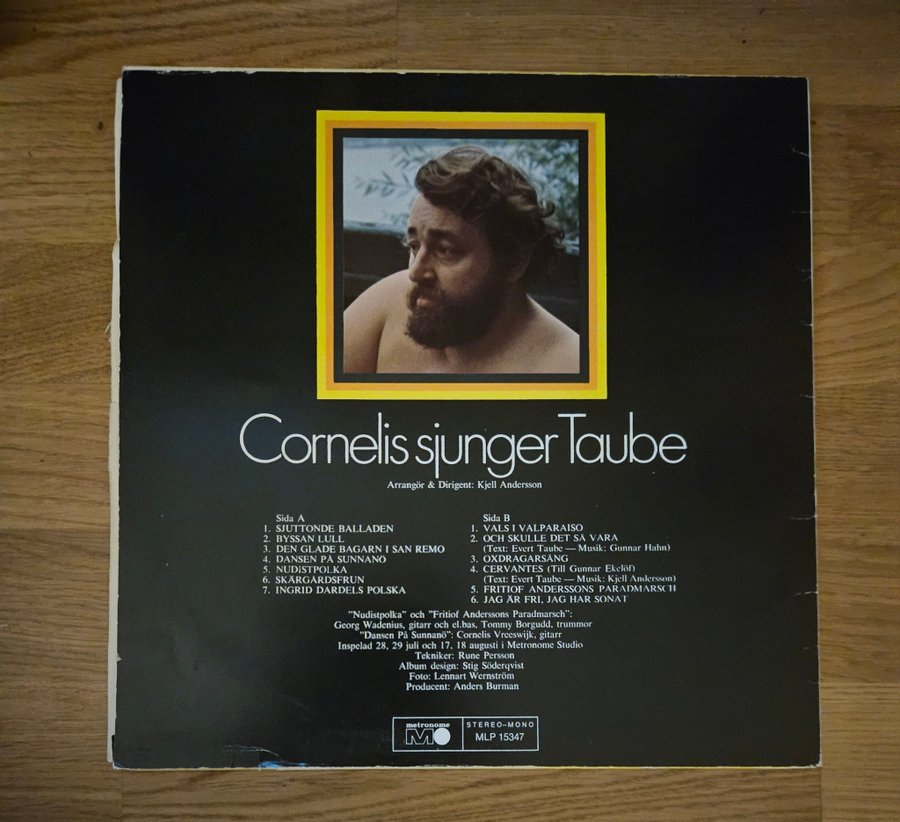 Cornelis sjunger Taube
Arrangör & Dirigent: Kjell Andersson
Sida A
1. SJUTTONDE BALLADEN
2. BYSSAN LULL
3. DEN GLADE BAGARN I SAN REMO
4. DANSEN PÅ SUNNANÖ
5. NUDISTPOLKA
6. SKÄRGÅRDSFRUN
7. INGRID DARDELS POLSKA
Sida B
1. VALS I VALPARAISO
2. OCH SKULLE DET SÅ VARA
(Text: Evert Taube — Musik: Gunnar Hahn)
3. OXDRAGARSÅNG
4. CERVANTES (Till Gunnar Ekelöf)
(Text: Evert Taube — Musik: Kjell Andersson)
5. FRITIOF ANDERSSONS PARADMARSCH
6. JAG ÄR FRI, JAG HAR SONAT
"Nudistpolka" och "Fritiof Anderssons Paradmarsch":
Georg Wadenius, gitarr och el.bas, Tommy Borgudd, trummor
"Dansen På Sunnanö": Cornelis Vreeswijk, gitarr
Inspelad 28, 29 juli och 17, 18 augusti i Metronome Studio
Tekniker: Rune Persson
Album design: Stig Söderqvist
Foto: Lennart Wernström
Producent: Anders Burman
metronome
STEREO–MONO
MLP 15347